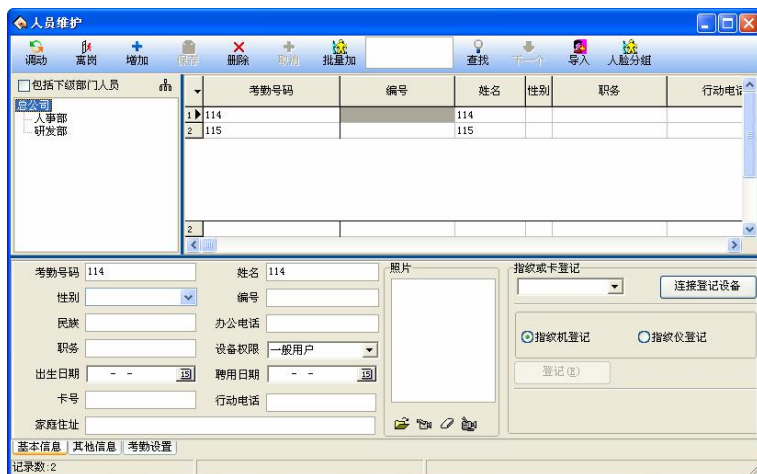 人员维护
调动 离岗 增加 保存 删除 取消 批量加 查找 下一个 导入 人脸分组
包括下级部门人员
考勤号码 编号 姓名 性别 职务 行动电话
总公司
人事部
研发部
1 114 114
2 115 115
2
考勤号码 114 姓名 114 照片 指纹或卡登记
性别 编号 连接登记设备
民族 办公电话
职务 设备权限 一般用户 指纹机登记 指纹仪登记
出生日期 - - 15 聘用日期 - - 15 登记(E)
卡号 行动电话
家庭住址
基本信息 其他信息 考勤设置
记录数:2